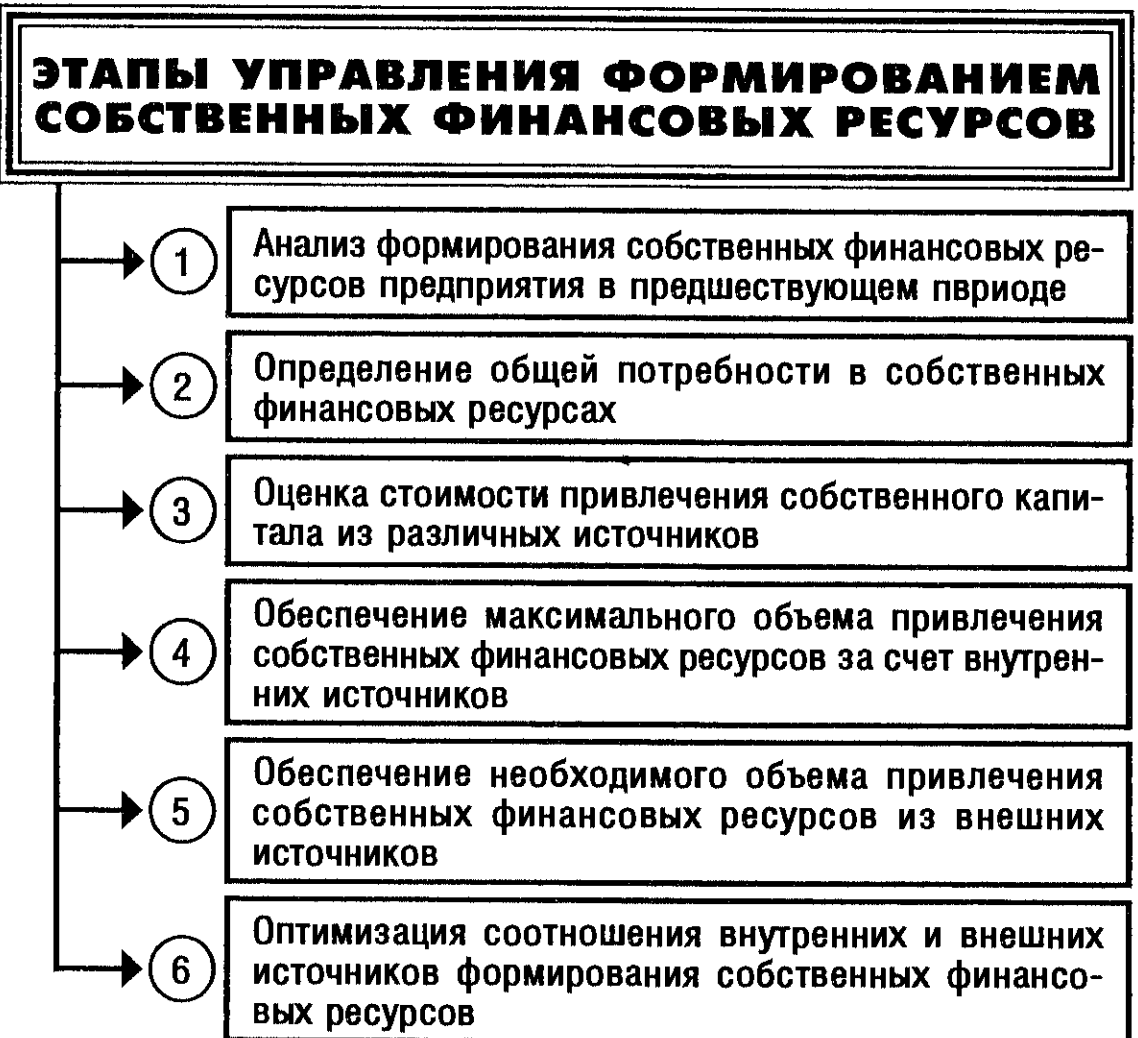 ЭТАПЫ УПРАВЛЕНИЯ ФОРМИРОВАНИЕМ
СОБСТВЕННЫХ ФИНАНСОВЫХ РЕСУРСОВ
1
Анализ формирования собственных финансовых ре-
сурсов предприятия в предшествующем пвриоде
2
Определение общей потребности в собственных
финансовых ресурсах
3
Оценка стоимости привлечения собственного капи-
тала из различных источников
4
Обеспечение максимального объема привлечения
собственных финансовых ресурсов за счет внутрен-
них источников
5
Обеспечение необходимого объема привлечения
собственных финансовых ресурсов из внешних
источников
6
Оптимизация соотношения внутренних и внешних
источников формирования собственных финансо-
вых ресурсов